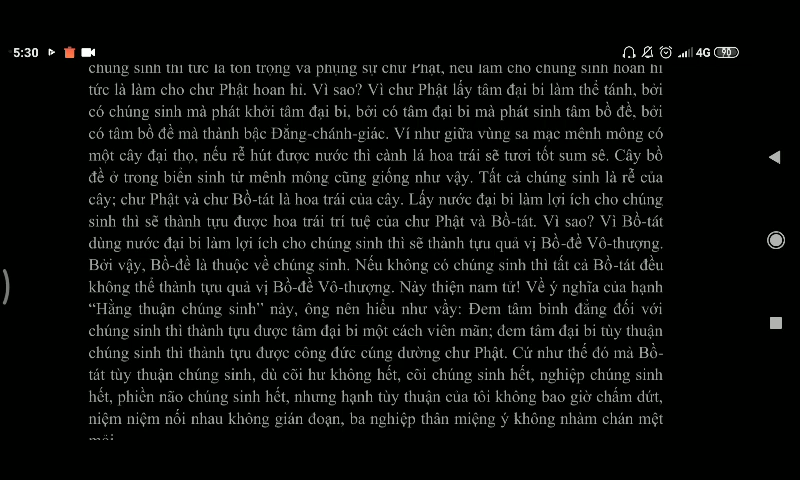 5:30
4G 90
chúng sinh thì tức là tôn trọng và phụng sự chư Phật, nếu làm cho chúng sinh hoan hỉ
tức là làm cho chư Phật hoan hỉ. Vì sao? Vì chư Phật lấy tâm đại bi làm thể tánh, bởi
có chúng sinh mà phát khởi tâm đại bi, bởi có tâm đại bi mà phát sinh tâm bồ đề, bởi
có tâm bồ đề mà thành bậc Đẳng-chánh-giác. Ví như giữa vùng sa mạc mênh mông có
một cây đại thọ, nếu rễ hút được nước thì cành lá hoa trái sẽ tươi tốt sum sê. Cây bồ
đề ở trong biển sinh tử mênh mông cũng giống như vậy. Tất cả chúng sinh là rễ của
cây; chư Phật và chư Bồ-tát là hoa trái của cây. Lấy nước đại bi làm lợi ích cho chúng
sinh thì sẽ thành tựu được hoa trái trí tuệ của chư Phật và Bồ-tát. Vì sao? Vì Bồ-tát
dùng nước đại bi làm lợi ích cho chúng sinh thì sẽ thành tựu quả vị Bồ-đề Vô-thượng.
Bởi vậy, Bồ-đề là thuộc về chúng sinh. Nếu không có chúng sinh thì tất cả Bồ-tát đều
không thể thành tựu quả vị Bồ-đề Vô-thượng. Này thiện nam tử! Về ý nghĩa của hạnh
“Hằng thuận chúng sinh” này, ông nên hiểu như vầy: Đem tâm bình đẳng đối với
chúng sinh thì thành tựu được tâm đại bi một cách viên mãn; đem tâm đại bi tùy thuận
chúng sinh thì thành tựu được công đức cúng dường chư Phật. Cứ như thế đó mà Bồ-
tát tùy thuận chúng sinh, dù cõi hư không hết, cõi chúng sinh hết, nghiệp chúng sinh
hết, phiền não chúng sinh hết, nhưng hạnh tùy thuận của tôi không bao giờ chấm dứt,
niệm niệm nối nhau không gián đoạn, ba nghiệp thân miệng ý không nhàm chán mệt